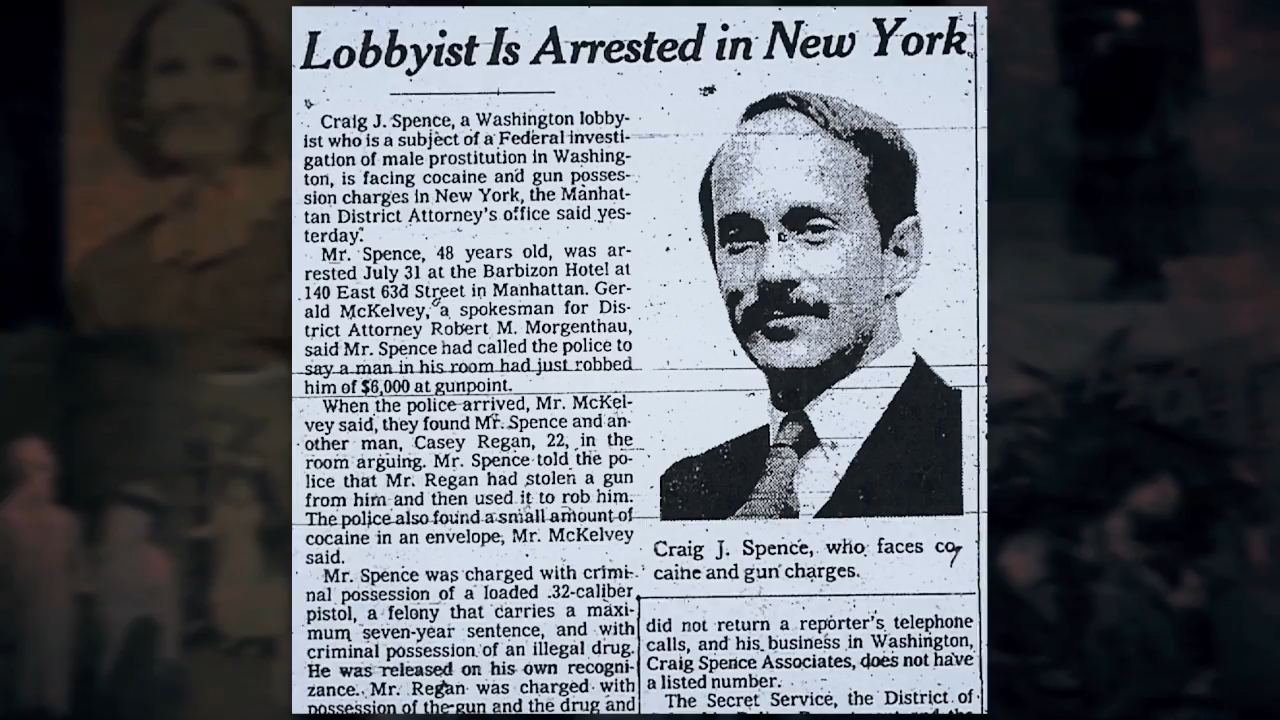 Lobbyist Is Arrested in New York
Craig J. Spence, a Washington lobby-
ist who is a subject of a Federal investi-
gation of male prostitution in Washing-
ton, is facing cocaine and gun posses-
sion charges in New York, the Manhat-
tan District Attorney's office said yes-
terday.
Mr. Spence, 48 years old, was ar-
rested July 31 at the Barbizon Hotel at
140 East 63d Street in Manhattan. Ger-
ald McKelvey, a spokesman for Dis-
trict Attorney Robert M. Morgenthau,
said Mr. Spence had called the police to
say a man in his room had just robbed
him of $6,000 at gunpoint.
When the police arrived, Mr. McKel-
vey said, they found Mr. Spence and an-
other man, Casey Regan, 22, in the
room arguing. Mr. Spence told the po-
lice that Mr. Regan had stolen a gun
from him and then used it to rob him.
The police also found a small amount of
cocaine in an envelope, Mr. McKelvey
said.
Mr. Spence was charged with crimi-
nal possession of a loaded .32-caliber
pistol, a felony that carries a maxi-
mum seven-year sentence, and with
criminal possession of an illegal drug.
He was released on his own recogni-
zance. Mr. Regan was charged with
possession of the gun and the drug and
Craig J. Spence, who faces co-
caine and gun charges.
did not return a reporter's telephone
calls, and his business in Washington,
Craig Spence Associates, does not have
a listed number.
The Secret Service, the District of